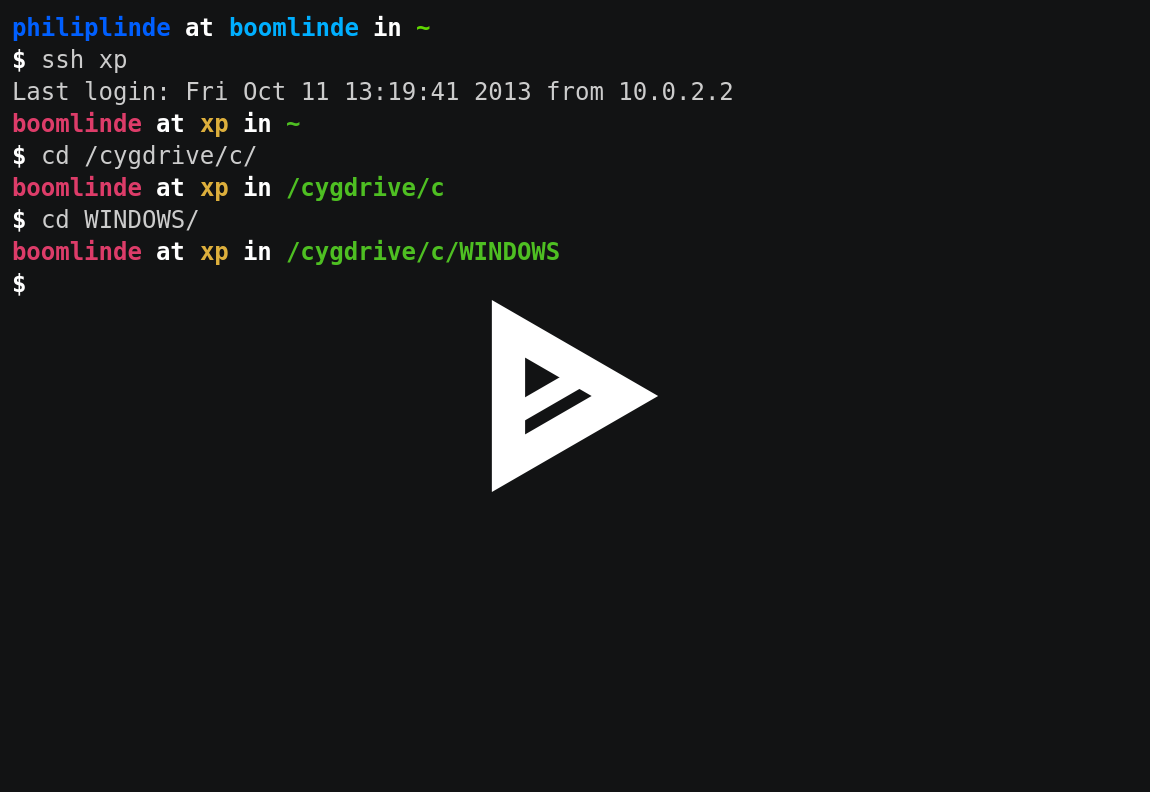 philiplinde at boomlinde in ~
$ ssh xp
Last login: Fri Oct 11 13:19:41 2013 from 10.0.2.2
boomlinde at xp in ~
$ cd /cygdrive/c/
boomlinde at xp in /cygdrive/c
$ cd WINDOWS/
boomlinde at xp in /cygdrive/c/WINDOWS
$